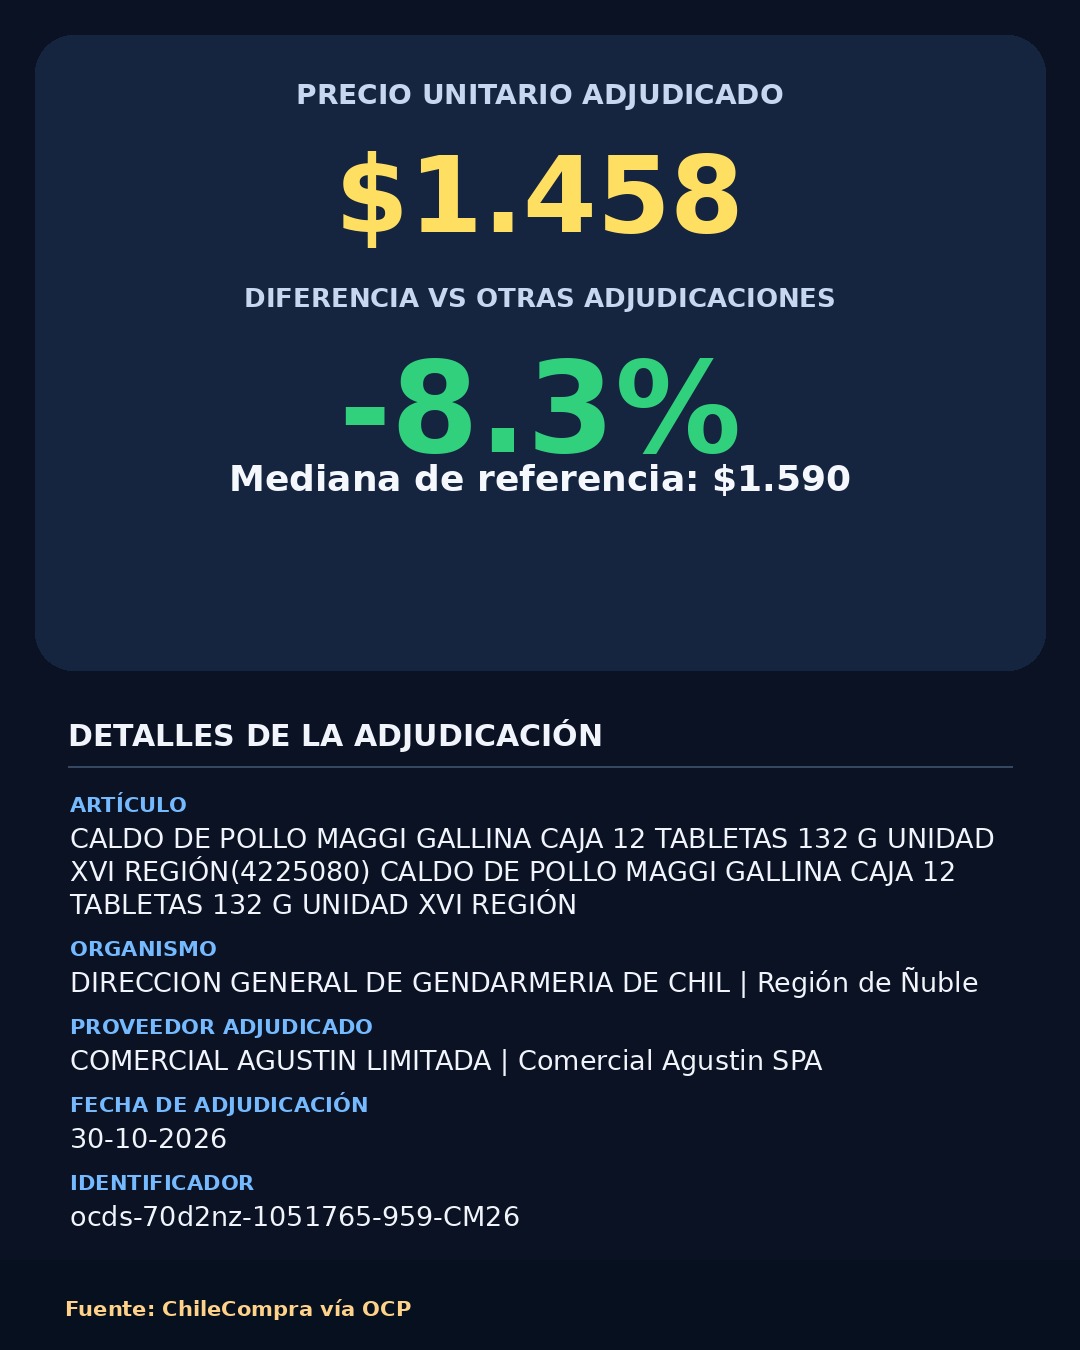 PRECIO UNITARIO ADJUDICADO
$1.458
DIFERENCIA VS OTRAS ADJUDICACIONES
-8.3%
Mediana de referencia: $1.590
DETALLES DE LA ADJUDICACIÓN
ARTÍCULO
CALDO DE POLLO MAGGI GALLINA CAJA 12 TABLETAS 132 G UNIDAD
XVI REGIÓN(4225080) CALDO DE POLLO MAGGI GALLINA CAJA 12
TABLETAS 132 G UNIDAD XVI REGIÓN
ORGANISMO
DIRECCION GENERAL DE GENDARMERIA DE CHIL | Región de Ñuble
PROVEEDOR ADJUDICADO
COMERCIAL AGUSTIN LIMITADA | Comercial Agustin SPA
FECHA DE ADJUDICACIÓN
30-10-2026
IDENTIFICADOR
ocds-70d2nz-1051765-959-CM26
Fuente: ChileCompra vía OCP